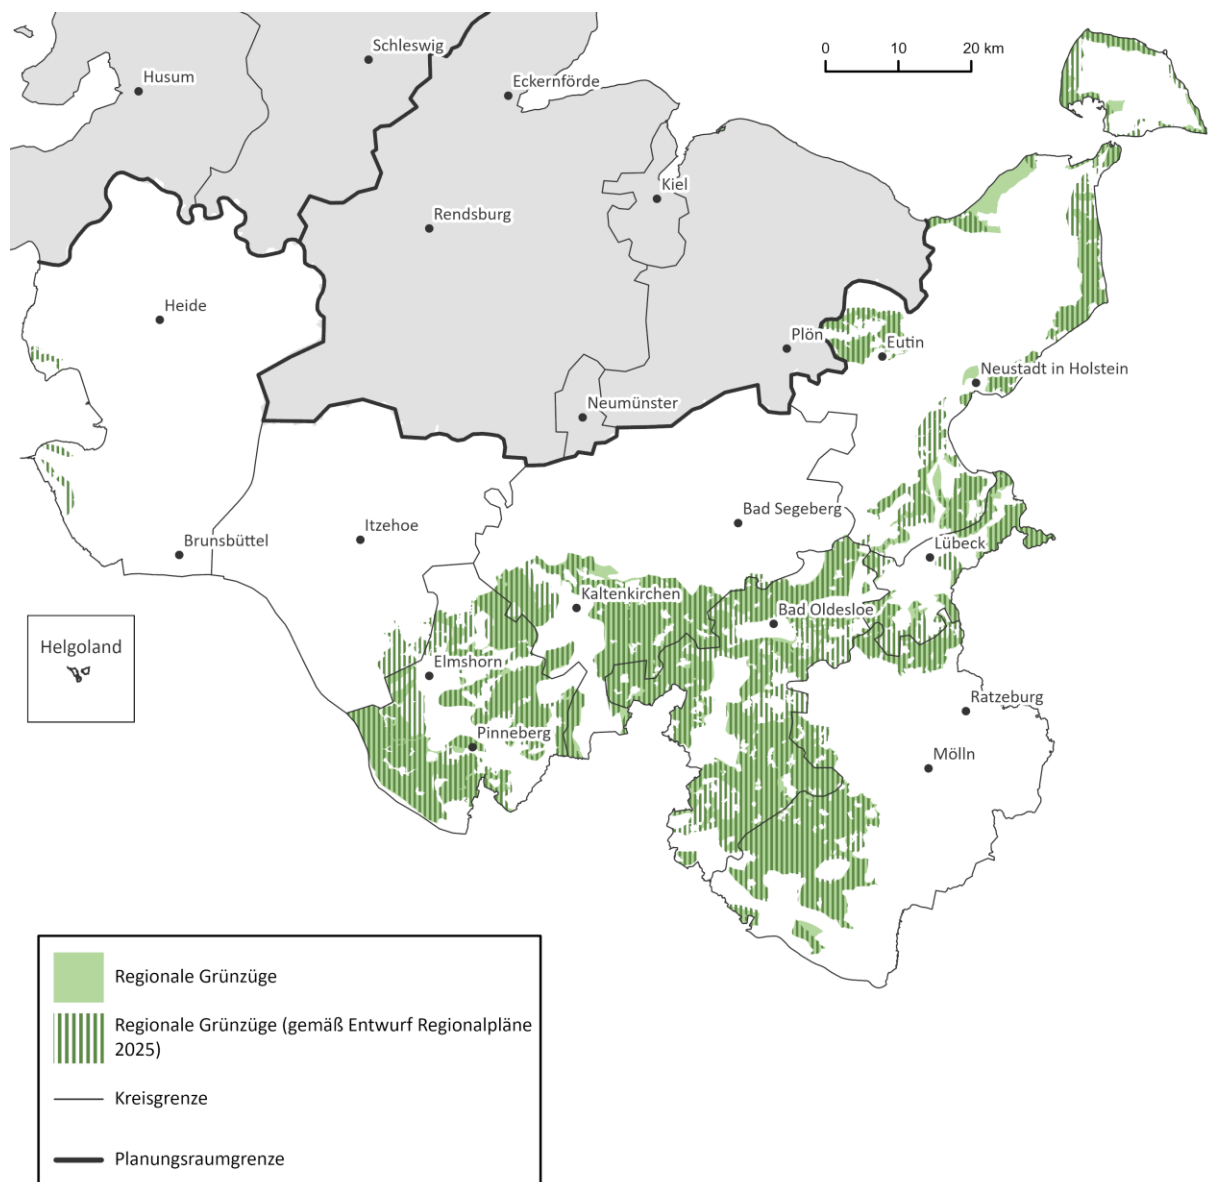 Schleswig
0 10 20 km
Husum
Eckernförde
Kiel
Rendsburg
Heide
Plön
Eutin
Neustadt in Holstein
Neumünster
Bad Segeberg
Itzehoe
Brunsbüttel
Lübeck
Kaltenkirchen
Bad Oldesloe
Helgoland
Elmshorn
Ratzeburg
Pinneberg
Mölln
Regionale Grünzüge
Regionale Grünzüge (gemäß Entwurf Regionalpläne
2025)
Kreisgrenze
Planungsraumgrenze